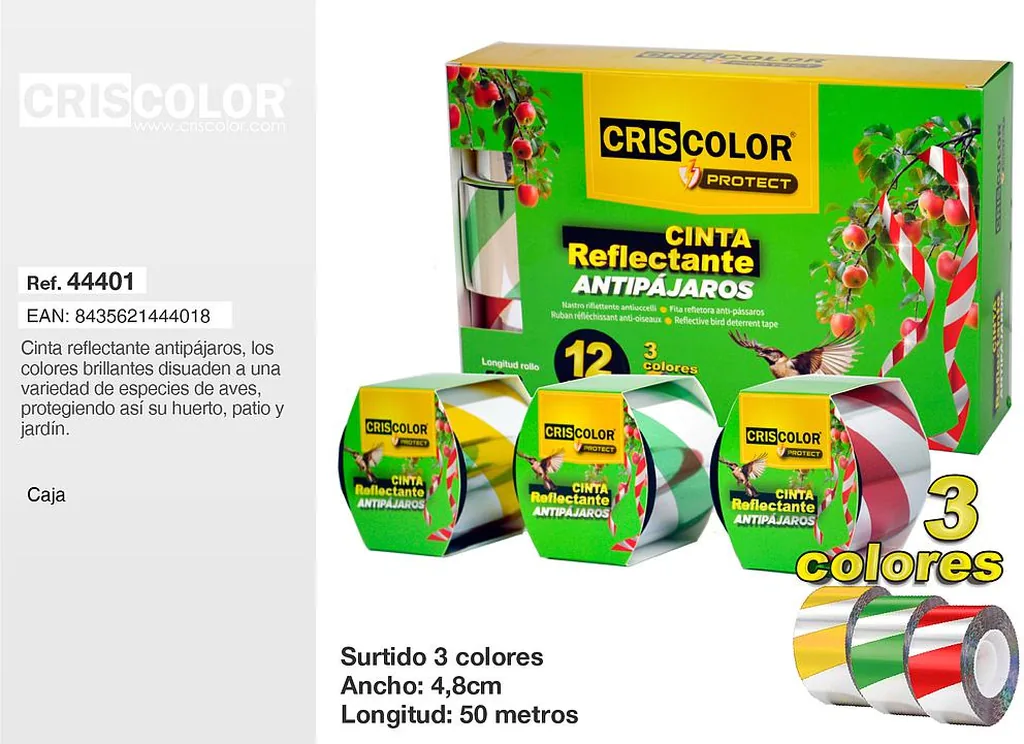 CRISCOLOR®
www.criscolor.com
Ref. 44401
EAN: 8435621444018
Cinta reflectante antipájaros, los
colores brillantes disuaden a una
variedad de especies de aves,
protegiendo así su huerto, patio y
jardín.
Caja
CRISCOLOR
PROTECT
CRISCOLOR®
PROTECT
CINTA
Reflectante
ANTIPÁJAROS
Nastro riflettente antiuccelli Fita refletora anti-pássaros
Ruban réfléchissant anti-oiseaux Reflective bird deterrent tape
Longitud rollo
12
3
colores
CRISCOLOR
PROTECT
CINTA
Reflectante
ANTIPÁJAROS
CRISCOLOR
PROTECT
CINTA
Reflectante
ANTIPÁJAROS
CRISCOLOR
PROTECT
CINTA
Reflectante
ANTIPÁJAROS
3
colores
Surtido 3 colores
Ancho: 4,8cm
Longitud: 50 metros